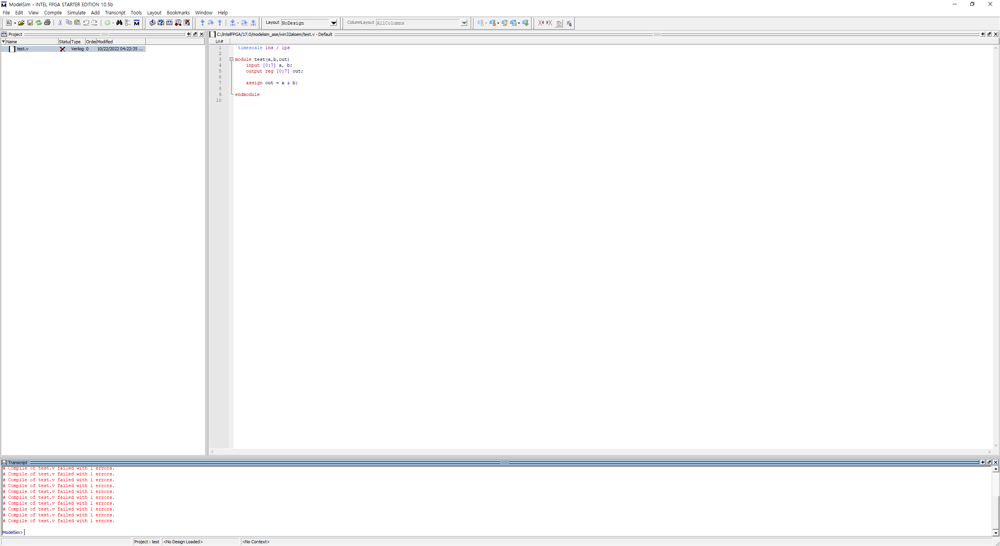 ModelSim - INTEL FPGA STARTER EDITION 10.5b
File Edit View Compile Simulate Add Transcript Tools Layout Bookmarks Window Help
Layout NoDesign ColumnLayout AllColumns
Project
Name Status Type Order Modified
test.v Verilog 0 10/22/2022 04:22:35 ...
C:/intelFPGA/17.0/modelsim_ase/win32aloem/test.v - Default
Ln#
1 `timescale 1ns / 1ps
2
3 module test(a,b,out)
4 input [0:7] a, b;
5 output reg [0:7] out;
6
7 assign out = a & b;
8
9 endmodule
10
Transcript
# Compile of test.v failed with 1 errors.
# Compile of test.v failed with 1 errors.
# Compile of test.v failed with 1 errors.
# Compile of test.v failed with 1 errors.
# Compile of test.v failed with 1 errors.
# Compile of test.v failed with 1 errors.
# Compile of test.v failed with 1 errors.
# Compile of test.v failed with 1 errors.
# Compile of test.v failed with 1 errors.
# Compile of test.v failed with 1 errors.
ModelSim>
Project : test <No Design Loaded> <No Context>